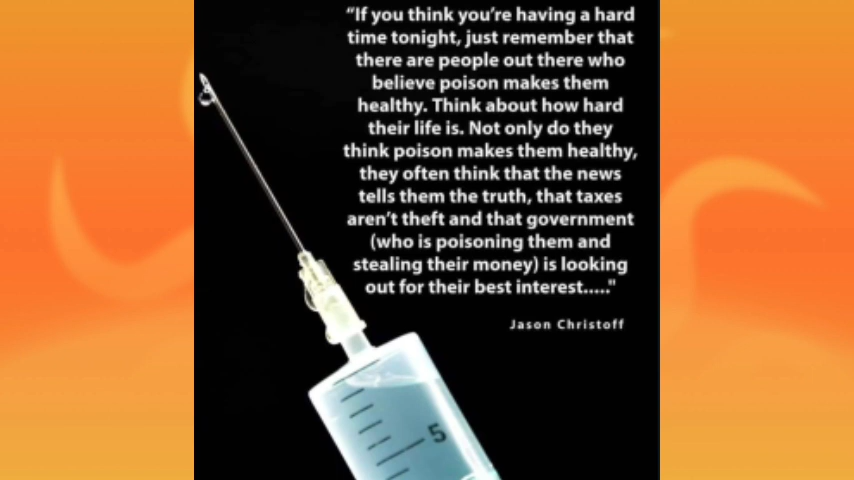 “If you think you’re having a hard
time tonight, just remember that
there are people out there who
believe poison makes them
healthy. Think about how hard
their life is. Not only do they
think poison makes them healthy,
they often think that the news
tells them the truth, that taxes
aren’t theft and that government
(who is poisoning them and
stealing their money) is looking
out for their best interest....."
Jason Christoff
5